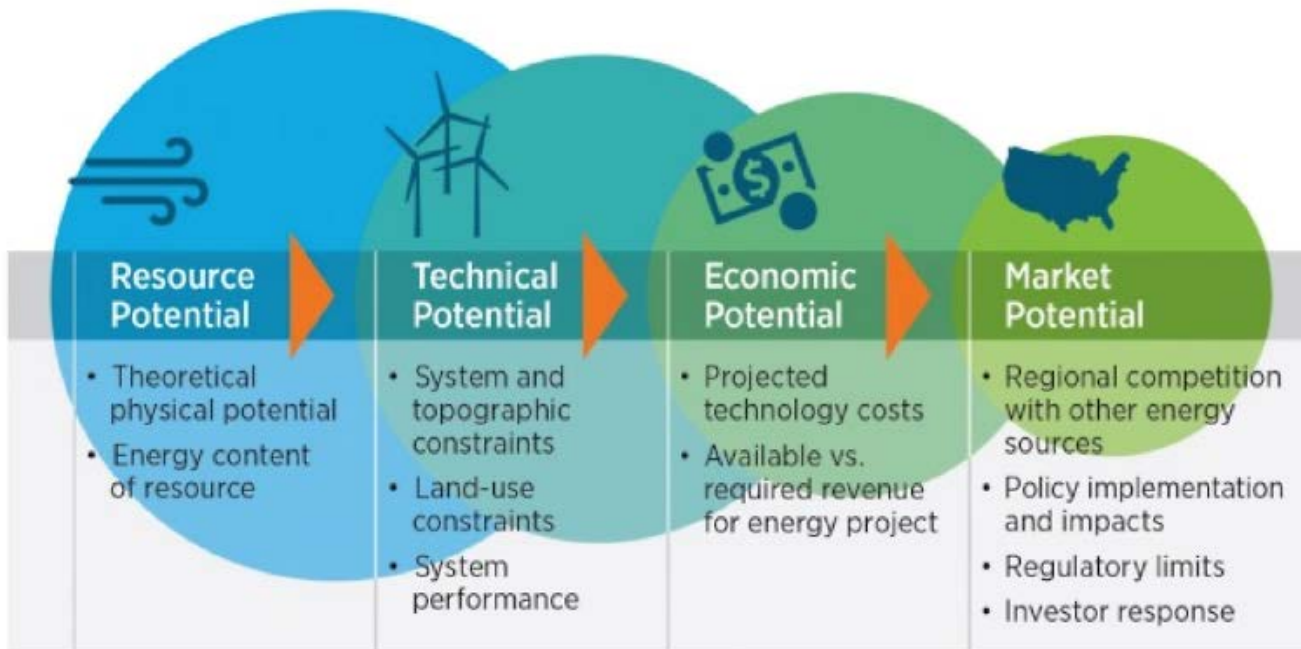 Resource
Potential
• Theoretical
physical potential
• Energy content
of resource
Technical
Potential
• System and
topographic
constraints
• Land-use
constraints
• System
performance
Economic
Potential
• Projected
technology costs
• Available vs.
required revenue
for energy project
Market
Potential
• Regional competition
with other energy
sources
• Policy implementation
and impacts
• Regulatory limits
• Investor response